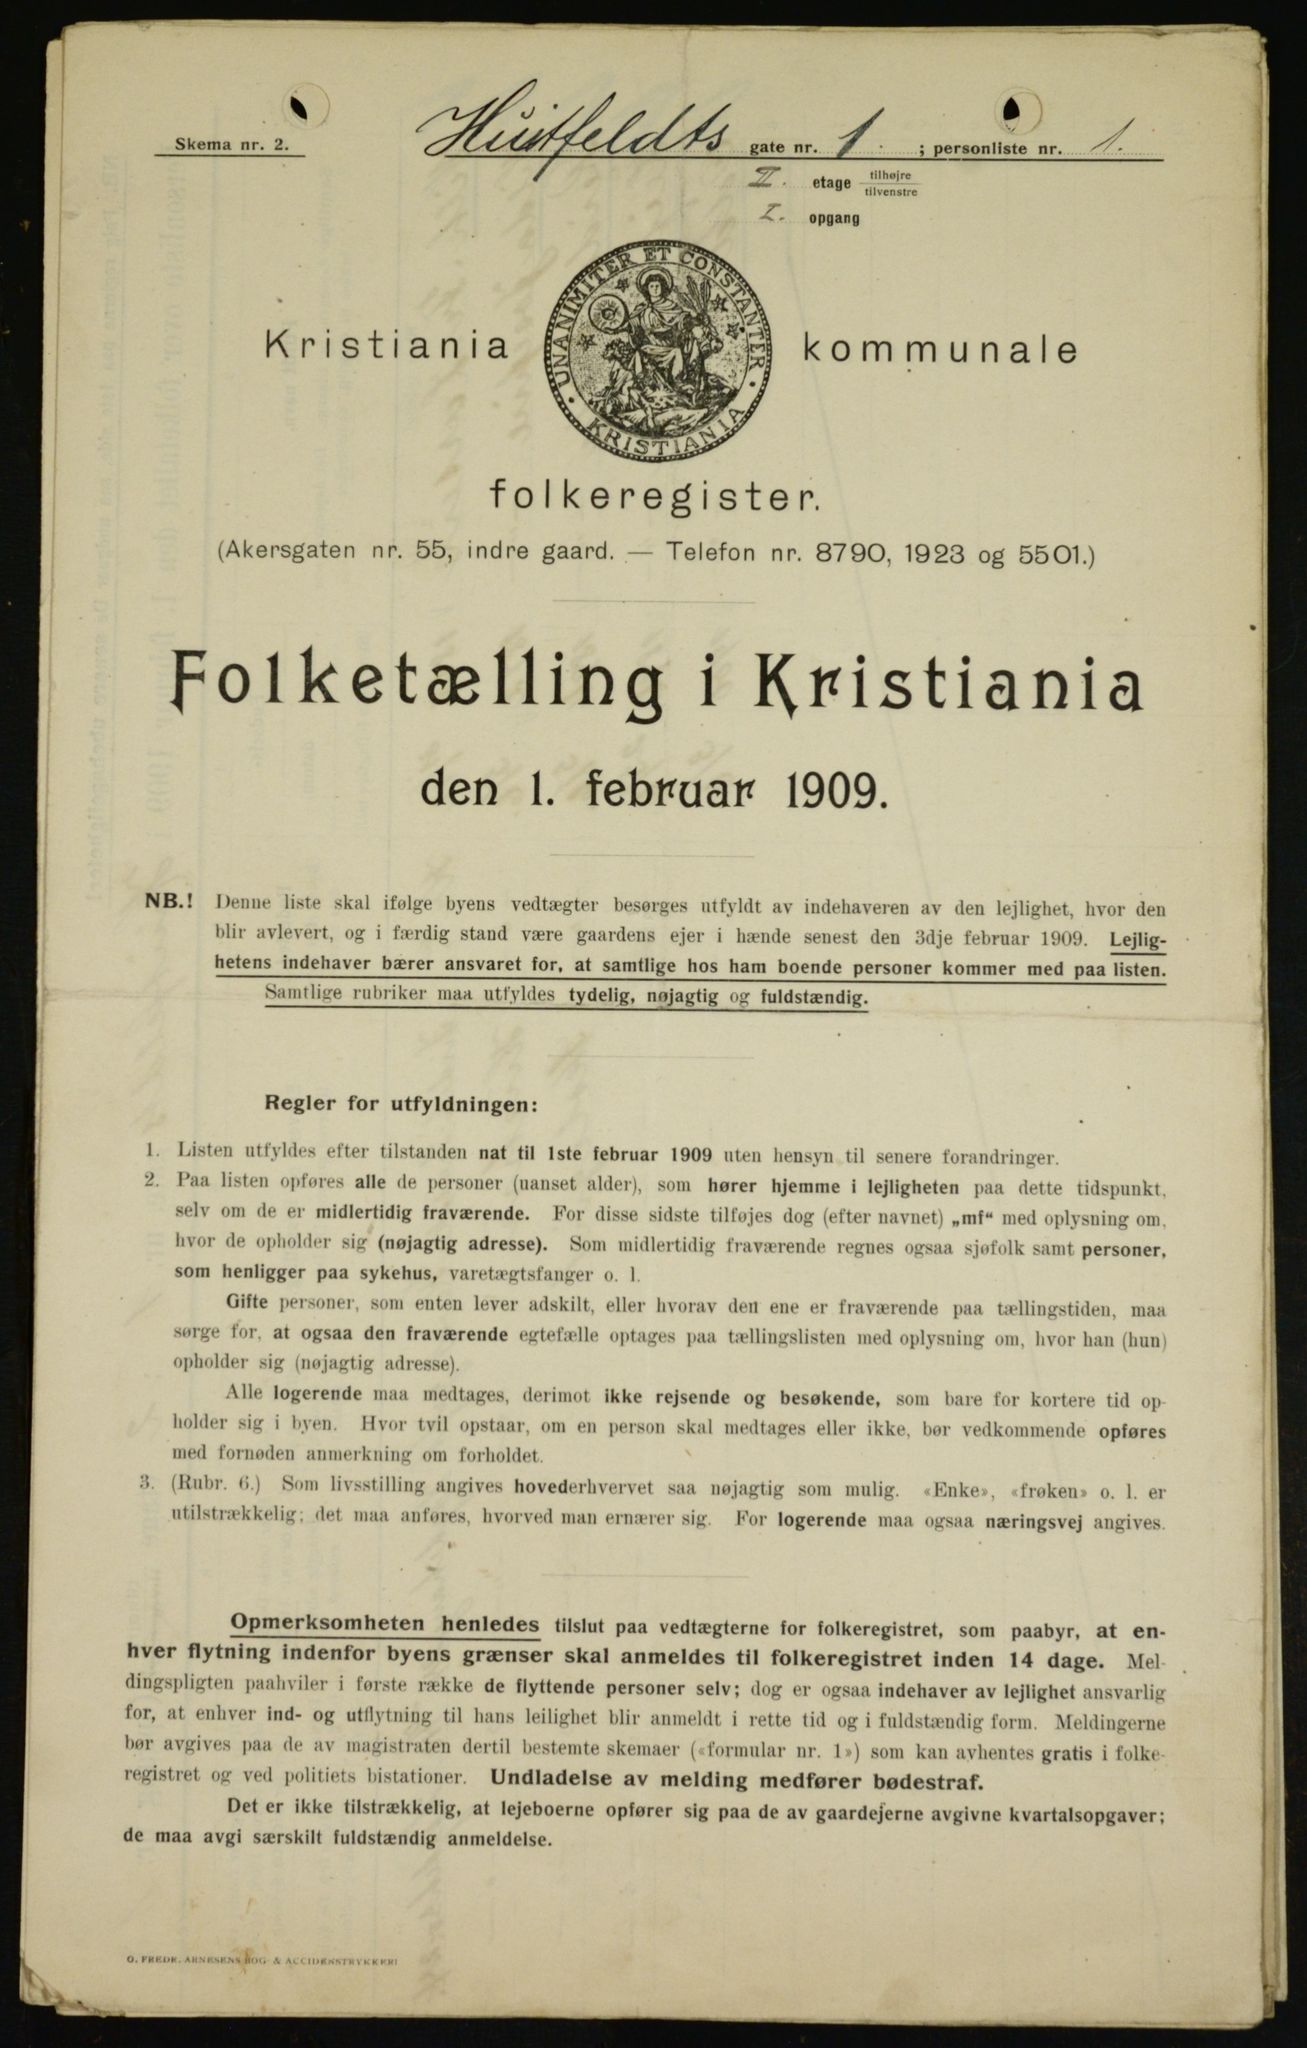 Skema nr. 2.
Huitfeldts gate nr. 1. ; personliste nr. 1.
II. etage tilhøjre
tilvenstre
I. opgang
UNANIMITER ET CONSTANTER
KRISTIANIA
Kristiania kommunale
folkeregister.
(Akersgaten nr. 55, indre gaard. — Telefon nr. 8790, 1923 og 5501.)
Folketælling i Kristiania
den 1. februar 1909.
NB.! Denne liste skal ifølge byens vedtægter besørges utfyldt av indehaveren av den lejlighet, hvor den
blir avlevert, og i færdig stand være gaardens ejer i hænde senest den 3dje februar 1909. Lejlig-
hetens indehaver bærer ansvaret for, at samtlige hos ham boende personer kommer med paa listen.
Samtlige rubriker maa utfyldes tydelig, nøjagtig og fuldstændig.
Regler for utfyldningen:
1. Listen utfyldes efter tilstanden nat til 1ste februar 1909 uten hensyn til senere forandringer.
2. Paa listen opføres alle de personer (uanset alder), som hører hjemme i lejligheten paa dette tidspunkt,
selv om de er midlertidig fraværende. For disse sidste tilføjes dog (efter navnet) „mf“ med oplysning om,
hvor de opholder sig (nøjagtig adresse). Som midlertidig fraværende regnes ogsaa sjøfolk samt personer,
som henligger paa sykehus, varetægtsfanger o. l.
Gifte personer, som enten lever adskilt, eller hvorav den ene er fraværende paa tællingstiden, maa
sørge for, at ogsaa den fraværende egtefælle optages paa tællingslisten med oplysning om, hvor han (hun)
opholder sig (nøjagtig adresse).
Alle logerende maa medtages, derimot ikke rejsende og besøkende, som bare for kortere tid op-
holder sig i byen. Hvor tvil opstaar, om en person skal medtages eller ikke, bør vedkommende opføres
med fornøden anmerkning om forholdet.
3. (Rubr. 6.) Som livsstilling angives hovederhvervet saa nøjagtig som mulig. «Enke», «frøken» o. l. er
utilstrækkelig; det maa anføres, hvorved man ernærer sig. For logerende maa ogsaa næringsvej angives.
Opmerksomheten henledes tilslut paa vedtægterne for folkeregistret, som paabyr, at en-
hver flytning indenfor byens grænser skal anmeldes til folkeregistret inden 14 dage. Mel-
dingspligten paahviler i første række de flyttende personer selv; dog er ogsaa indehaver av lejlighet ansvarlig
for, at enhver ind- og utflytning til hans leilighet blir anmeldt i rette tid og i fuldstændig form. Meldingerne
bør avgives paa de av magistraten dertil bestemte skemaer («formular nr. 1») som kan avhentes gratis i folke-
registret og ved politiets bistationer. Undladelse av melding medfører bødestraf.
Det er ikke tilstrækkelig, at lejeboerne opfører sig paa de av gaardejerne avgivne kvartalsopgaver;
de maa avgi særskilt fuldstændig anmeldelse.
O. FREDR. ARNESENS BOG- & ACCIDENSTRYKKERI